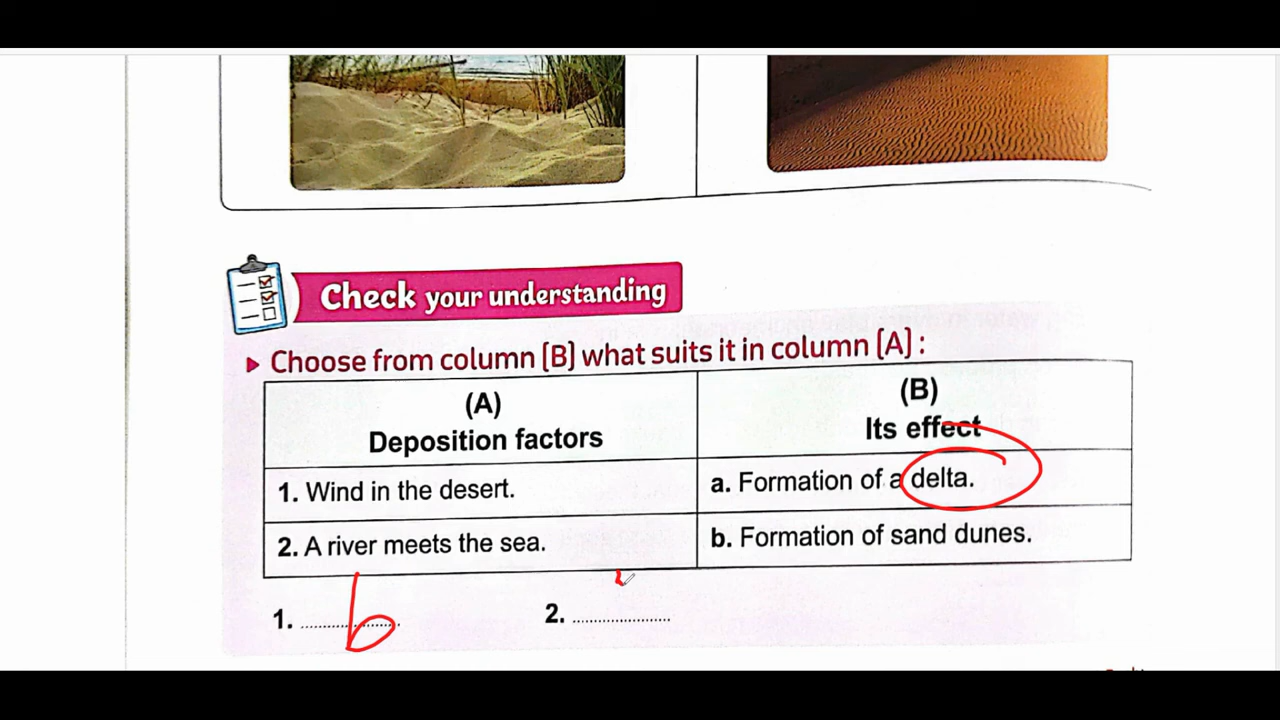 Check your understanding
Choose from column [B] what suits it in column [A] :
(A)
Deposition factors
(B)
Its effect
1. Wind in the desert.
a. Formation of a delta.
2. A river meets the sea.
b. Formation of sand dunes.
1. .................... b
2. ....................